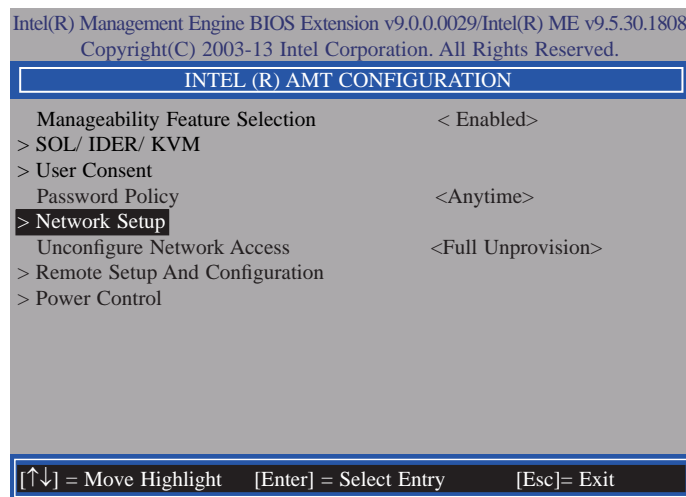 Intel(R) Management Engine BIOS Extension v9.0.0.0029/Intel(R) ME v9.5.30.1808
Copyright(C) 2003-13 Intel Corporation. All Rights Reserved.
INTEL (R) AMT CONFIGURATION
Manageability Feature Selection < Enabled>
> SOL/ IDER/ KVM
> User Consent
Password Policy <Anytime>
> Network Setup
Unconfigure Network Access <Full Unprovision>
> Remote Setup And Configuration
> Power Control
[↑↓] = Move Highlight [Enter] = Select Entry [Esc]= Exit